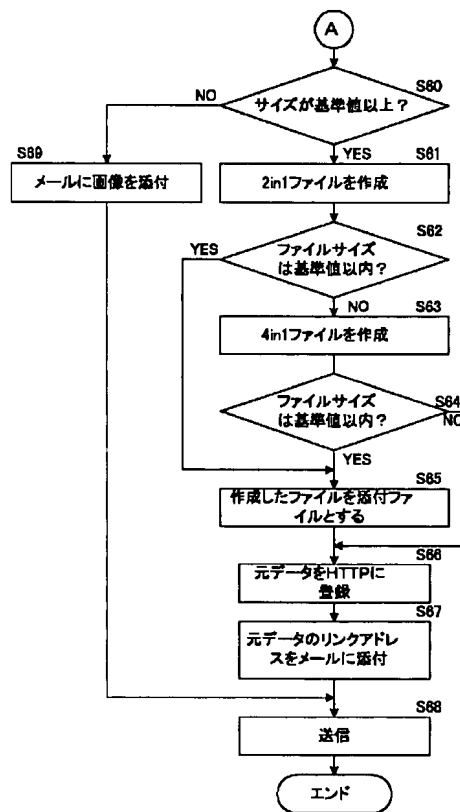 A
S60
サイズが基準値以上?
NO
YES
S69
メールに画像を添付
S61
2in1ファイルを作成
S62
ファイルサイズ
は基準値以内?
YES
NO
S63
4in1ファイルを作成
S64
ファイルサイズ
は基準値以内?
NO
YES
S65
作成したファイルを添付ファ
イルとする
S66
元データをHTTPに
登録
S67
元データのリンクアドレ
スをメールに添付
S68
送信
エンド